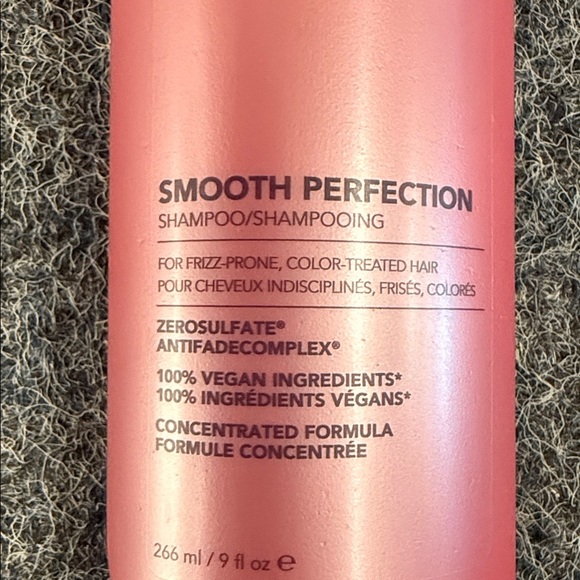 SMOOTH PERFECTION
SHAMPOO/SHAMPOOING
FOR FRIZZ-PRONE, COLOR-TREATED HAIR
POUR CHEVEUX INDISCIPLINÉS, FRISÉS, COLORÉS
ZEROSULFATE®
ANTIFADECOMPLEX®
100% VEGAN INGREDIENTS*
100% INGRÉDIENTS VÉGANS*
CONCENTRATED FORMULA
FORMULE CONCENTRÉE
266 ml / 9 fl oz ℮